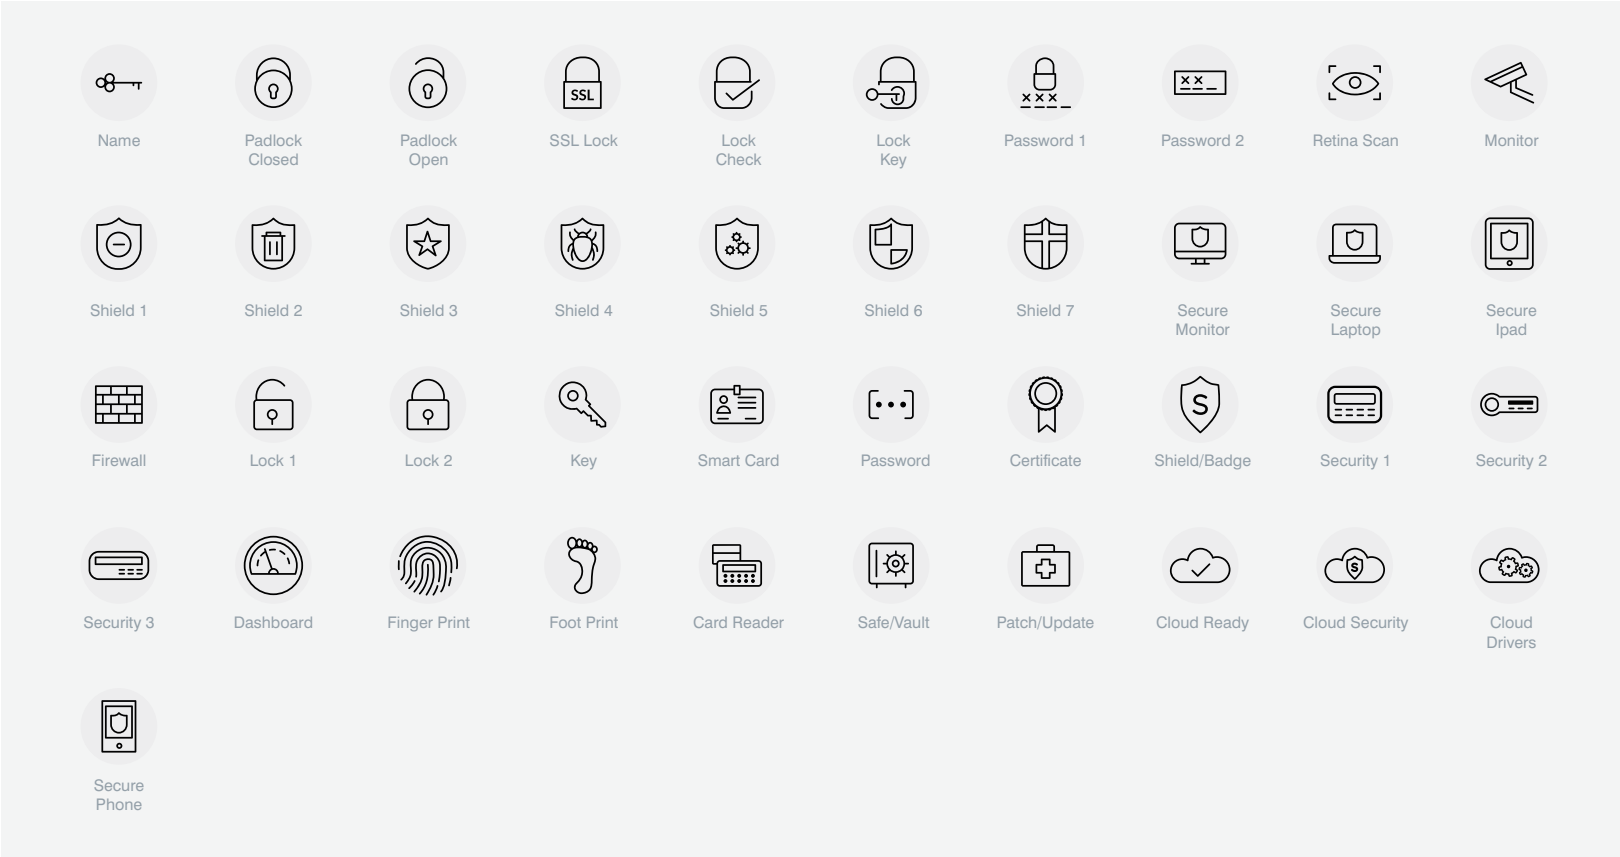 Name
Padlock
Closed
Padlock
Open
SSL
SSL Lock
Lock
Check
Lock
Key
Password 1
Password 2
Retina Scan
Monitor
Shield 1
Shield 2
Shield 3
Shield 4
Shield 5
Shield 6
Shield 7
Secure
Monitor
Secure
Laptop
Secure
Ipad
Firewall
Lock 1
Lock 2
Key
Smart Card
Password
Certificate
S
Shield/Badge
Security 1
Security 2
Security 3
Dashboard
Finger Print
Foot Print
Card Reader
Safe/Vault
Patch/Update
Cloud Ready
S
Cloud Security
Cloud
Drivers
Secure
Phone